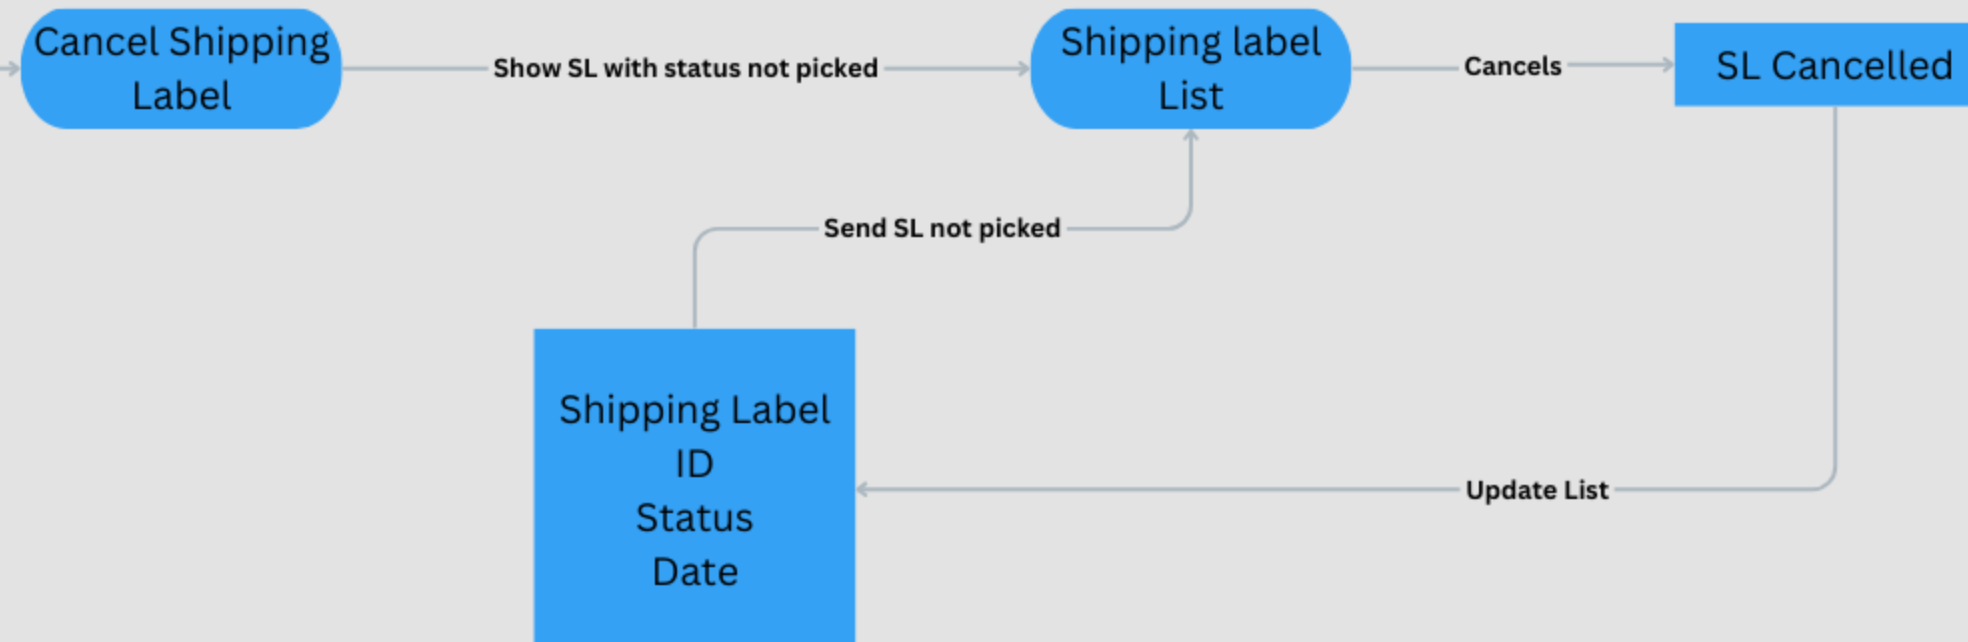 Cancel Shipping
Label
Show SL with status not picked
Shipping label
List
Cancels
SL Cancelled
Send SL not picked
Shipping Label
ID
Status
Date
Update List